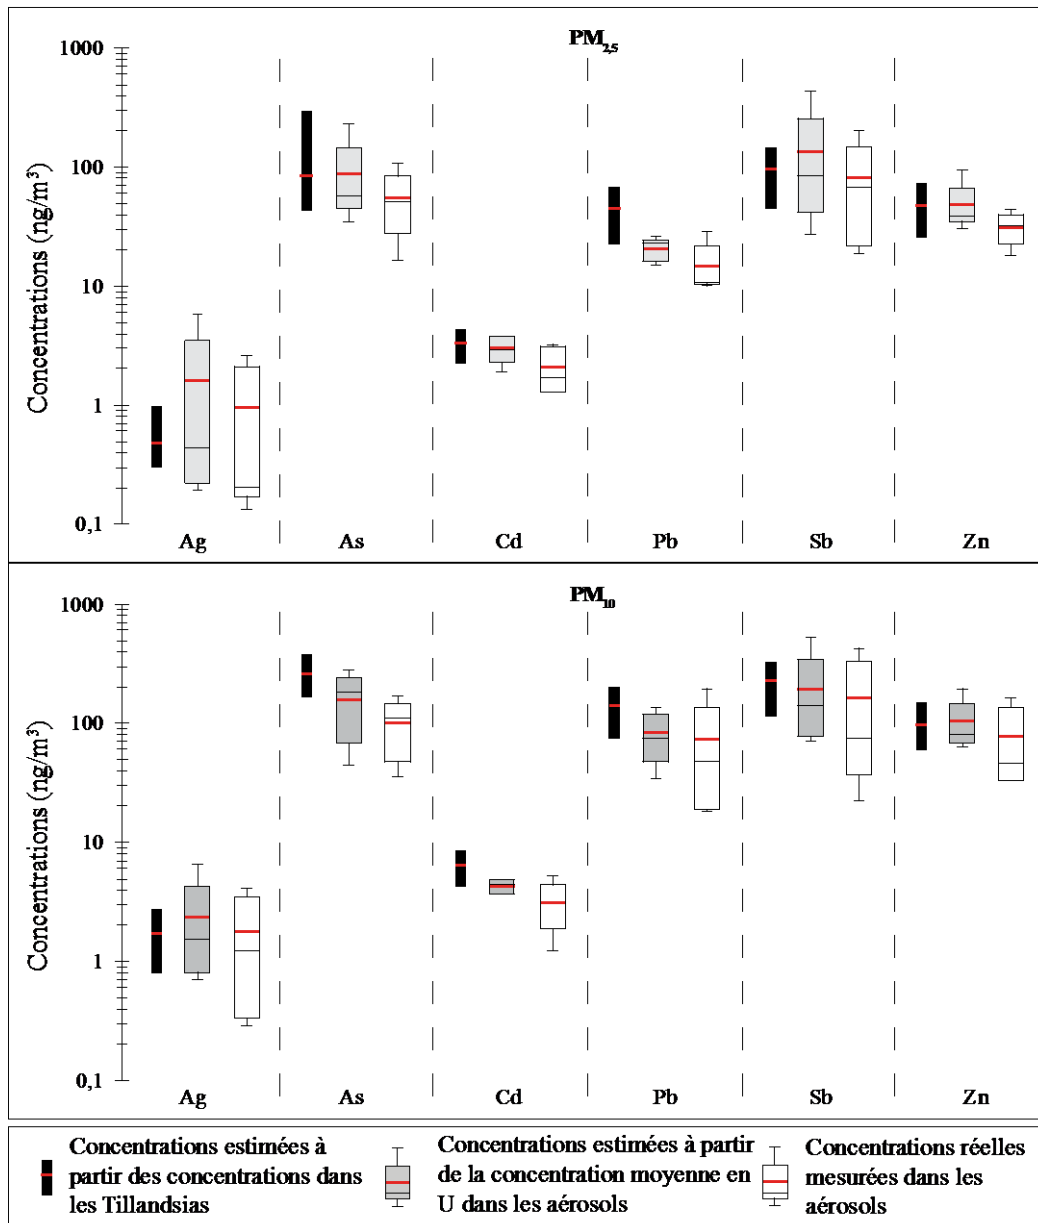 PM2,5
1000
100
10
1
0,1
Concentrations (ng/m³)
Ag As Cd Pb Sb Zn
PM10
1000
100
10
1
0,1
Concentrations (ng/m³)
Ag As Cd Pb Sb Zn
Concentrations estimées à
partir des concentrations dans
les Tillandsias
Concentrations estimées à partir
de la concentration moyenne en
U dans les aérosols
Concentrations réelles
mesurées dans les
aérosols